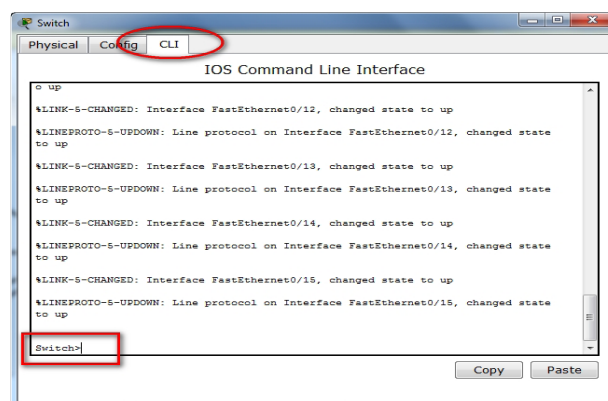 Switch
Physical Config CLI
IOS Command Line Interface
o up
%LINK-5-CHANGED: Interface FastEthernet0/12, changed state to up
%LINEPROTO-5-UPDOWN: Line protocol on Interface FastEthernet0/12, changed state
to up
%LINK-5-CHANGED: Interface FastEthernet0/13, changed state to up
%LINEPROTO-5-UPDOWN: Line protocol on Interface FastEthernet0/13, changed state
to up
%LINK-5-CHANGED: Interface FastEthernet0/14, changed state to up
%LINEPROTO-5-UPDOWN: Line protocol on Interface FastEthernet0/14, changed state
to up
%LINK-5-CHANGED: Interface FastEthernet0/15, changed state to up
%LINEPROTO-5-UPDOWN: Line protocol on Interface FastEthernet0/15, changed state
to up
Switch>
Copy Paste